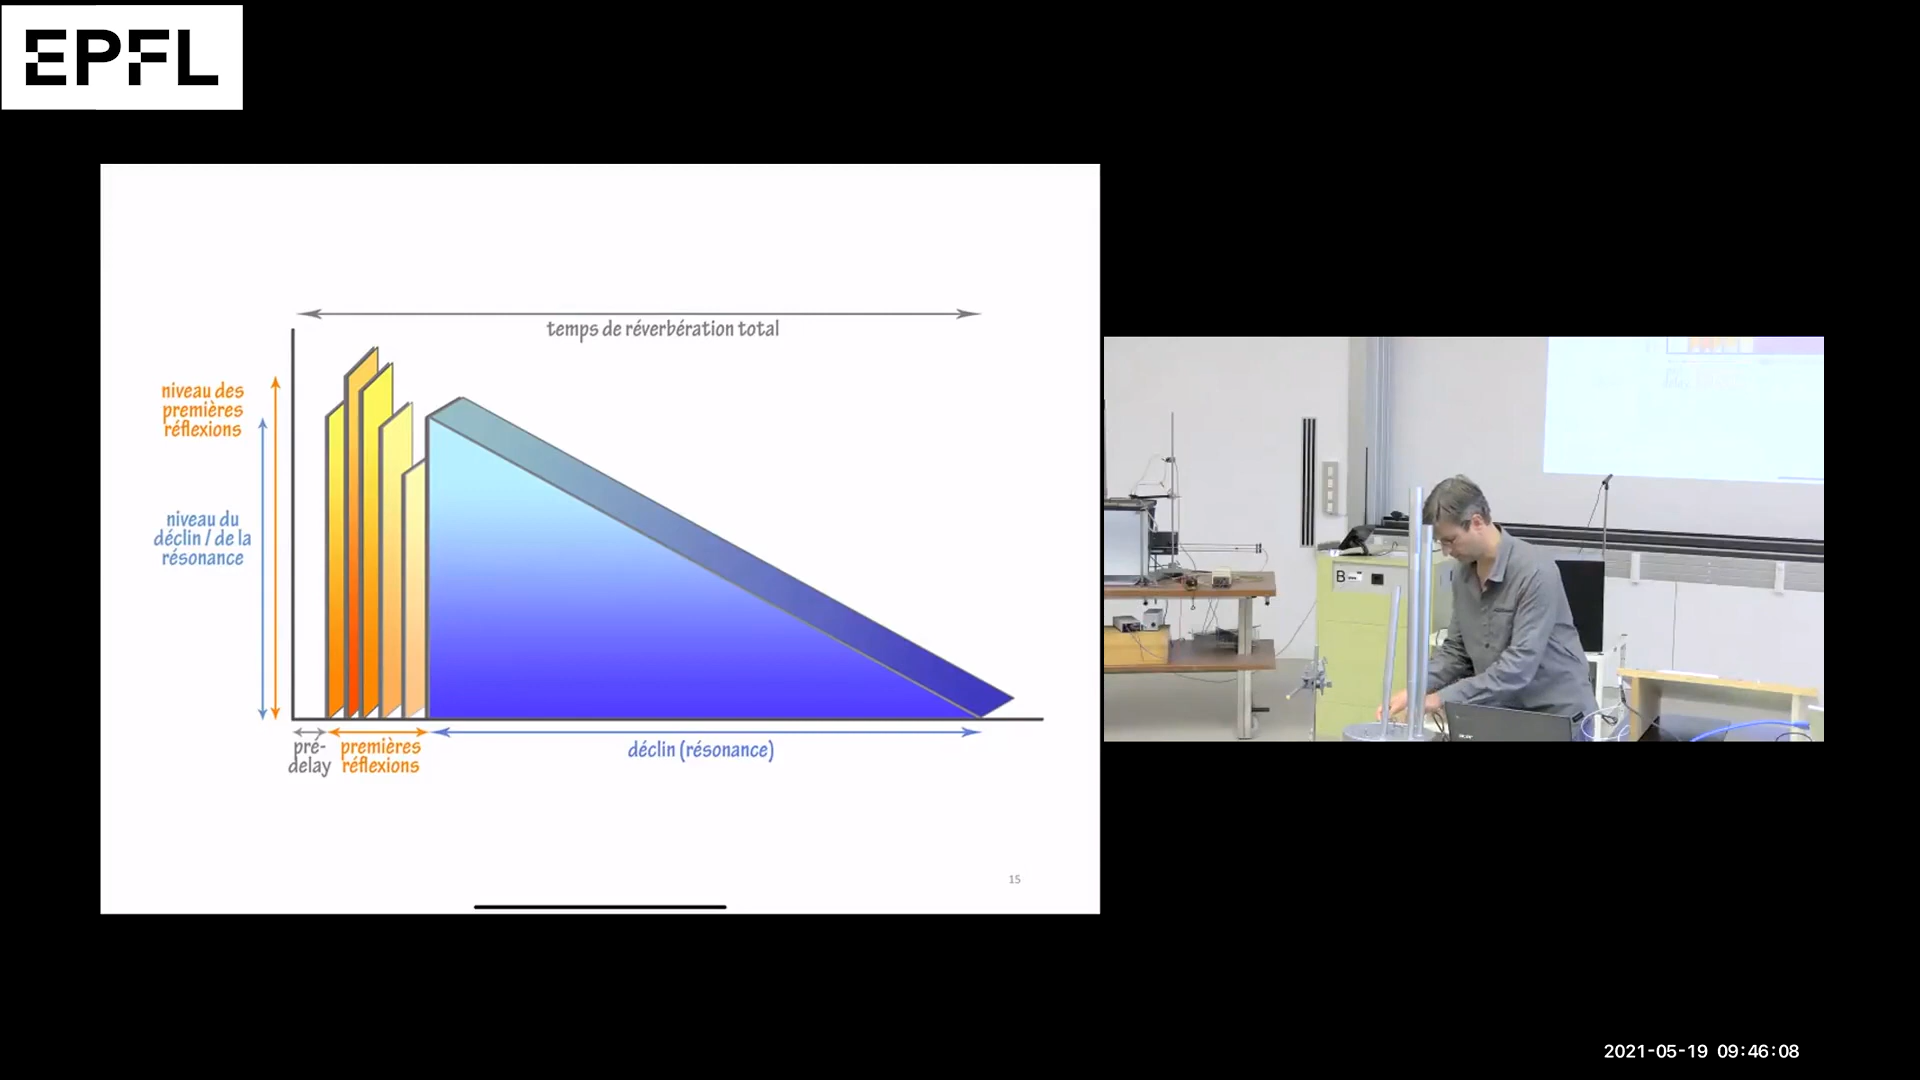 EPFL
temps de réverbération total
niveau des
premières
réflexions
niveau du
déclin / de la
résonance
pré-
delay
premières
réflexions
déclin (résonance)
15
B
2021-05-19 09:46:08